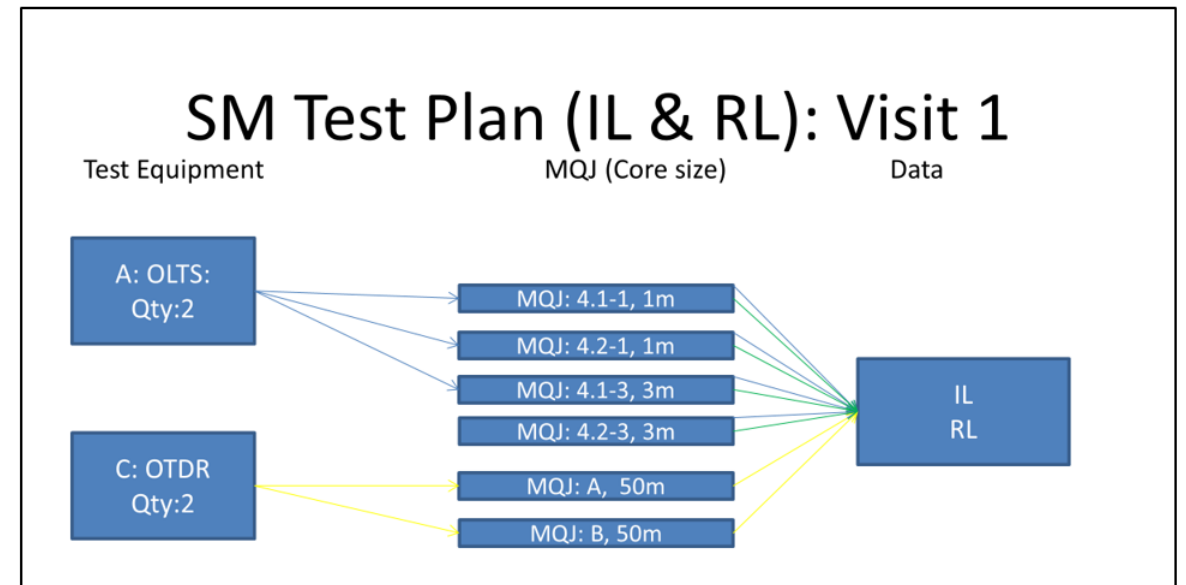 SM Test Plan (IL & RL): Visit 1
Test Equipment
MQJ (Core size)
Data
A: OLTS:
Qty:2
MQJ: 4.1-1, 1m
MQJ: 4.2-1, 1m
MQJ: 4.1-3, 3m
MQJ: 4.2-3, 3m
C: OTDR
Qty:2
MQJ: A, 50m
MQJ: B, 50m
IL
RL